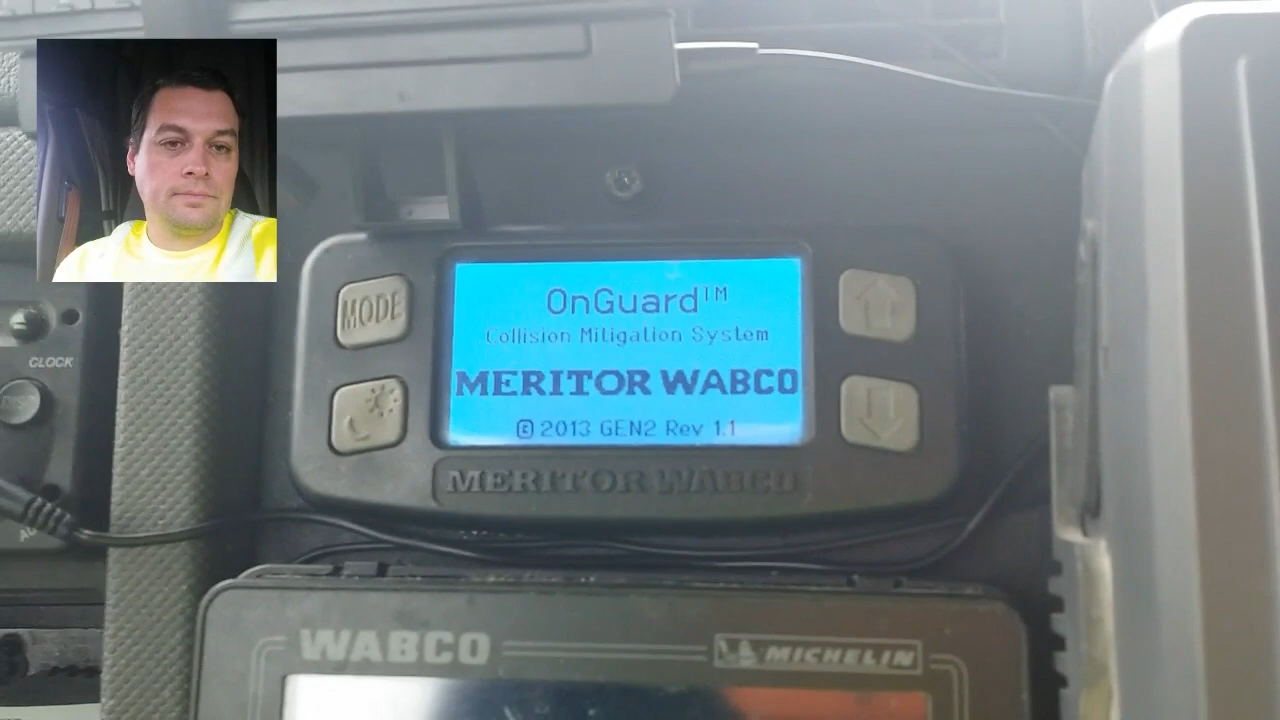 MODE
OnGuard™
Collision Mitigation System
MERITOR WABCO
© 2013 GEN2 Rev 1.1
MERITOR WABCO
CLOCK
WABCO
MICHELIN